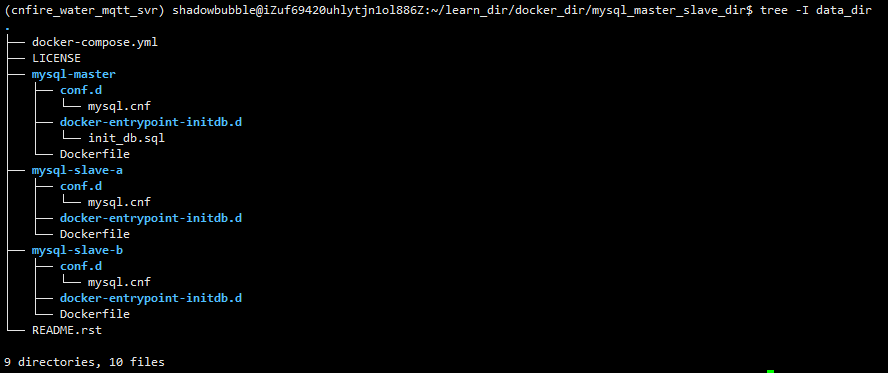 (cnfire_water_mqtt_svr) shadowbubble@iZuf69420uhlytjn1ol886Z:~/learn_dir/docker_dir/mysql_master_slave_dir$ tree -I data_dir
.
├── docker-compose.yml
├── LICENSE
├── mysql-master
│   ├── conf.d
│   │   └── mysql.cnf
│   ├── docker-entrypoint-initdb.d
│   │   └── init_db.sql
│   └── Dockerfile
├── mysql-slave-a
│   ├── conf.d
│   │   └── mysql.cnf
│   ├── docker-entrypoint-initdb.d
│   └── Dockerfile
├── mysql-slave-b
│   ├── conf.d
│   │   └── mysql.cnf
│   ├── docker-entrypoint-initdb.d
│   └── Dockerfile
└── README.rst
9 directories, 10 files